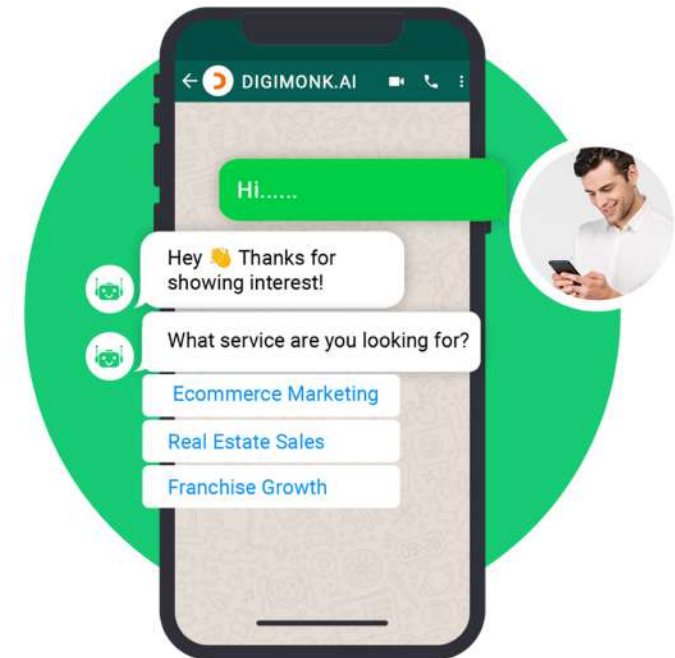 DIGIMONK.AI
Hi......
Hey 👋 Thanks for
showing interest!
What service are you looking for?
Ecommerce Marketing
Real Estate Sales
Franchise Growth